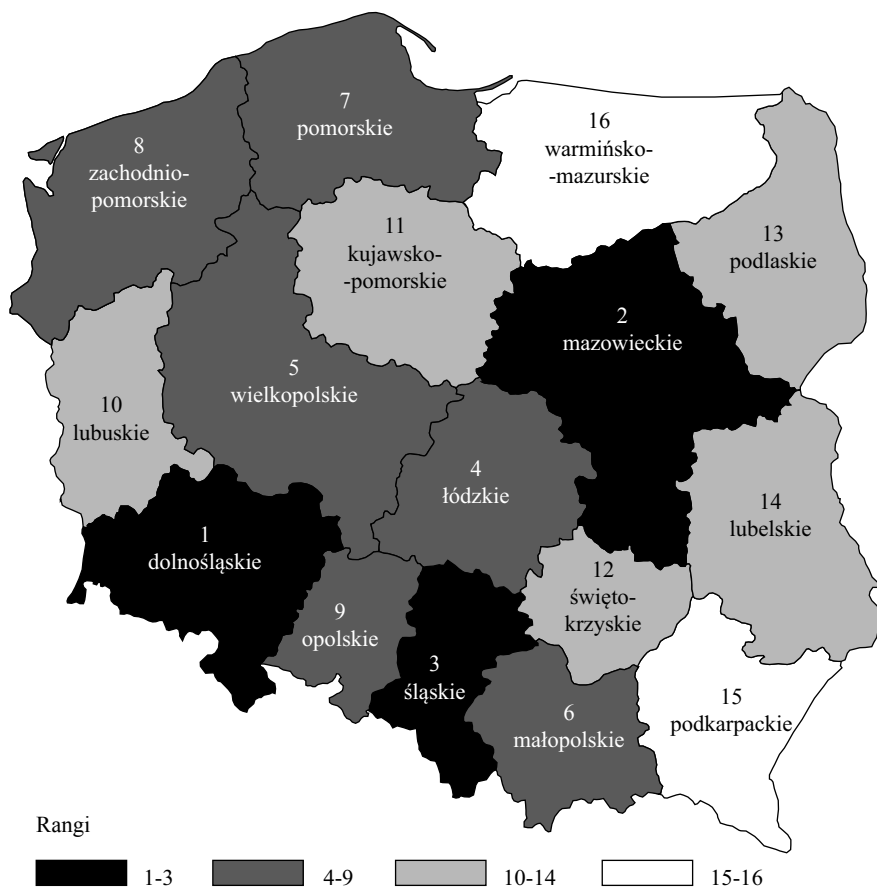 7
pomorskie
16
warmińsko-
-mazurskie
8
zachodnio-
pomorskie
11
kujawsko-
-pomorskie
13
podlaskie
2
mazowieckie
5
wielkopolskie
10
lubuskie
4
łódzkie
14
lubelskie
1
dolnośląskie
12
święto-
krzyskie
9
opolskie
3
śląskie
15
podkarpackie
6
małopolskie
Rangi
1-3 4-9 10-14 15-16